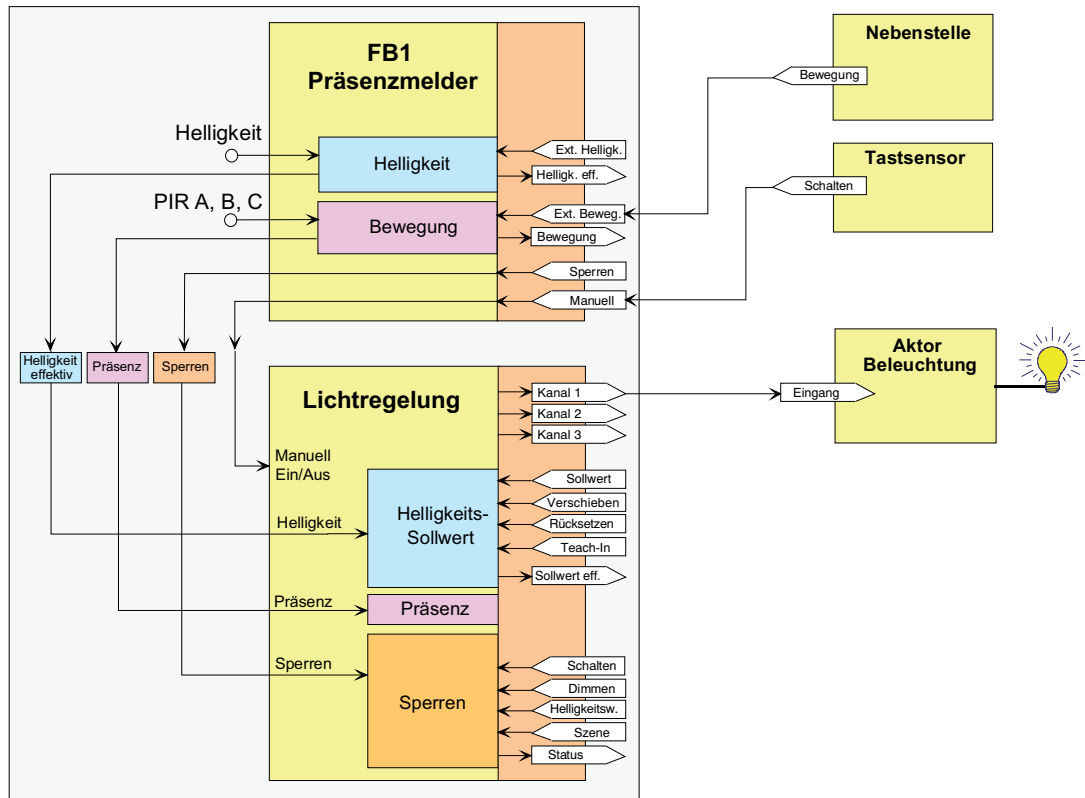 FB1
Präsenzmelder
Nebenstelle
Bewegung
Helligkeit
Helligkeit
Ext. Helligk.
Helligk. eff.
Tastsensor
Schalten
PIR A, B, C
Bewegung
Ext. Beweg.
Bewegung
Sperren
Manuell
Helligkeit
effektiv
Präsenz
Sperren
Aktor
Beleuchtung
Eingang
Lichtregelung
Kanal 1
Kanal 2
Kanal 3
Manuell
Ein/Aus
Helligkeit
Helligkeits-
Sollwert
Sollwert
Verschieben
Rücksetzen
Teach-In
Sollwert eff.
Präsenz
Präsenz
Sperren
Sperren
Schalten
Dimmen
Helligkeitsw.
Szene
Status